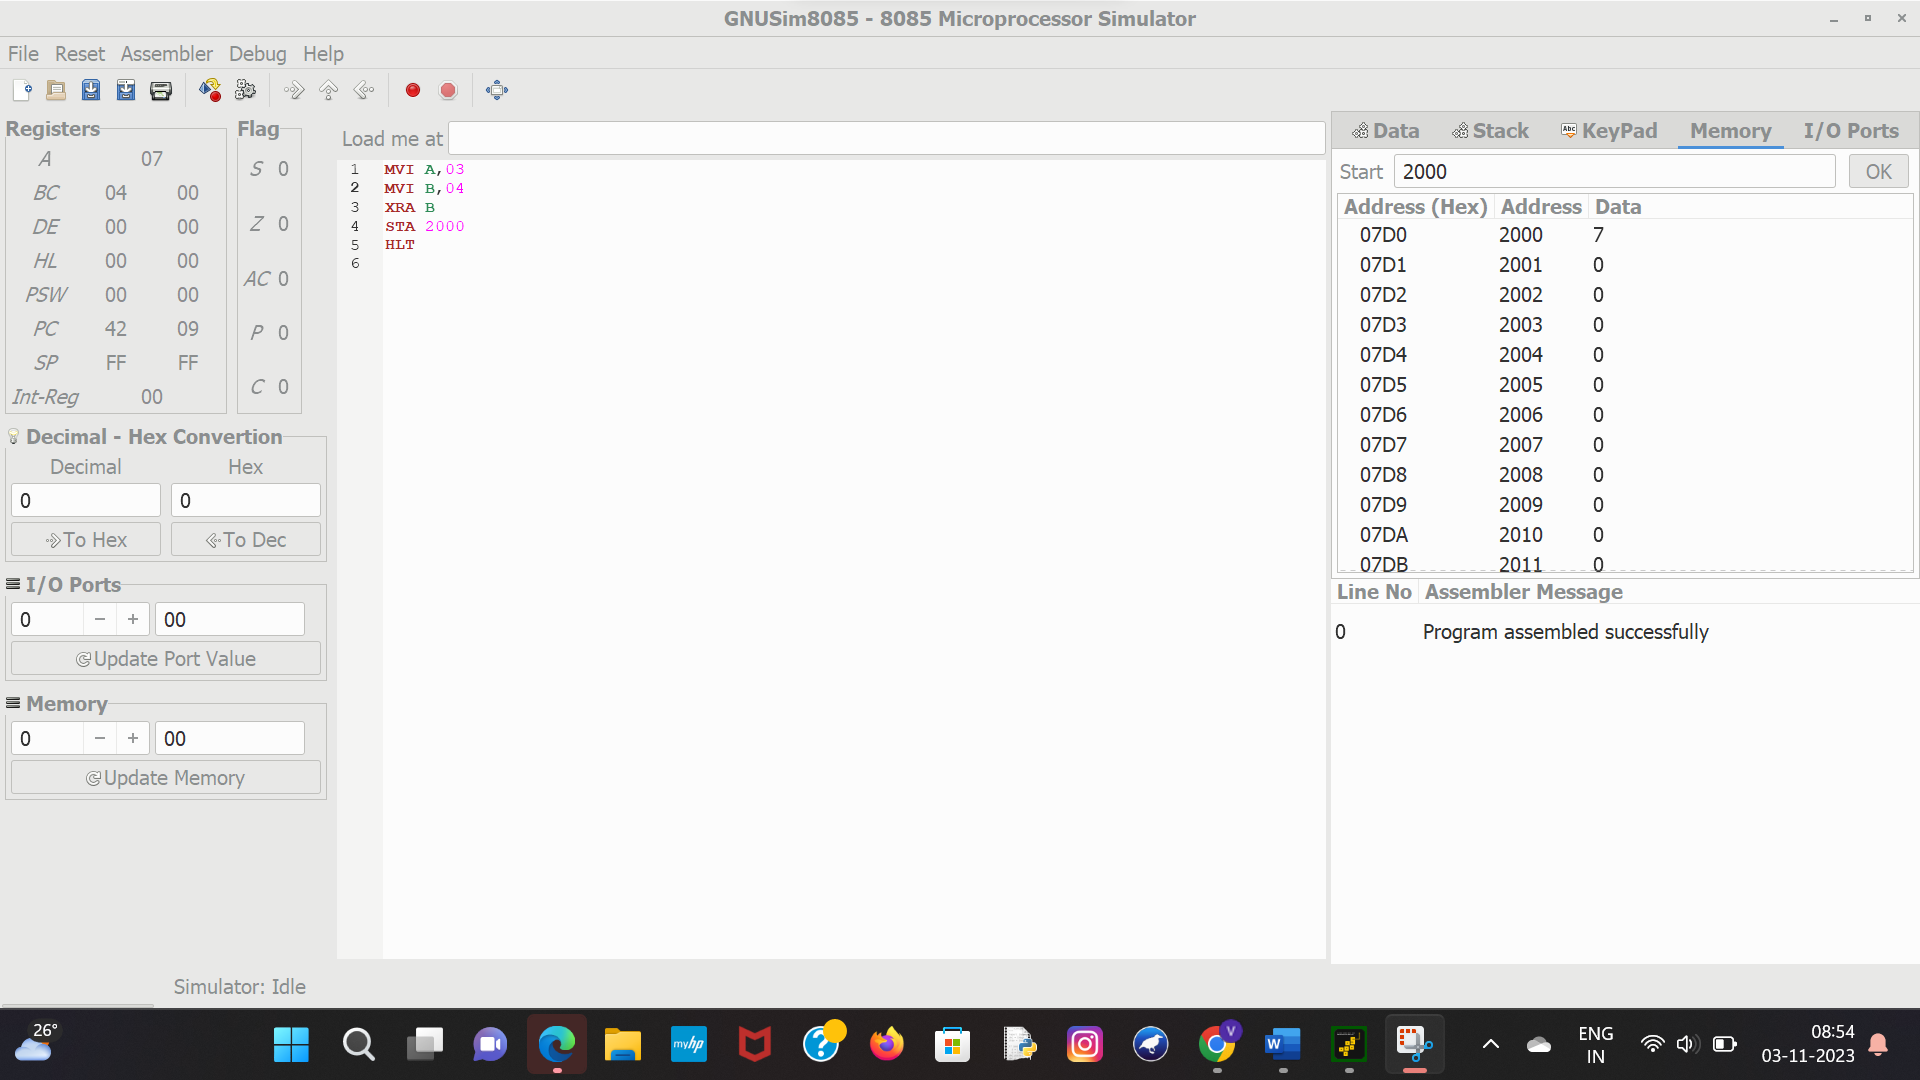 GNUSim8085 - 8085 Microprocessor Simulator
File Reset Assembler Debug Help
Registers
A 07
BC 04 00
DE 00 00
HL 00 00
PSW 00 00
PC 42 09
SP FF FF
Int-Reg 00
Flag
S 0
Z 0
AC 0
P 0
C 0
Decimal - Hex Convertion
Decimal Hex
0 0
To Hex To Dec
I/O Ports
0 − + 00
Update Port Value
Memory
0 − + 00
Update Memory
Simulator: Idle
Load me at
1 MVI A,03
2 MVI B,04
3 XRA B
4 STA 2000
5 HLT
6
Data Stack Abc KeyPad Memory I/O Ports
Start 2000 OK
Address (Hex) Address Data
07D0 2000 7
07D1 2001 0
07D2 2002 0
07D3 2003 0
07D4 2004 0
07D5 2005 0
07D6 2006 0
07D7 2007 0
07D8 2008 0
07D9 2009 0
07DA 2010 0
07DB 2011 0
Line No Assembler Message
0 Program assembled successfully
26°
myhp
V
W
ENG
IN
08:54
03-11-2023